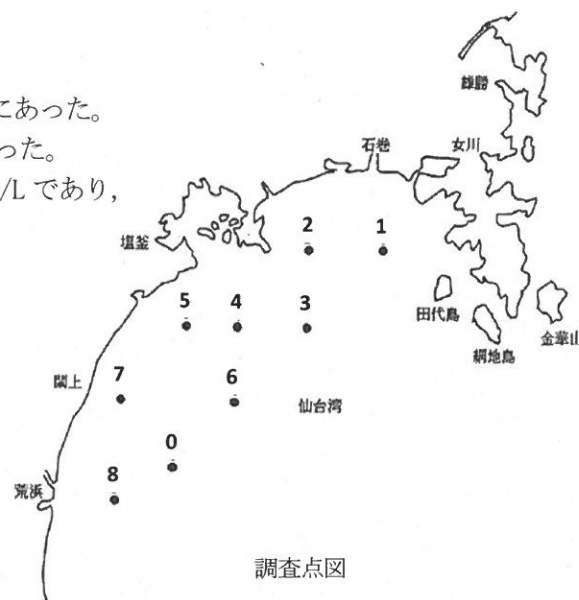 にあった。
った。
/L であり，
雄勝
石巻
女川
塩釜
2
1
田代島
網地島
金華山
5
4
3
閖上
7
6
仙台湾
0
荒浜
8
調査点図